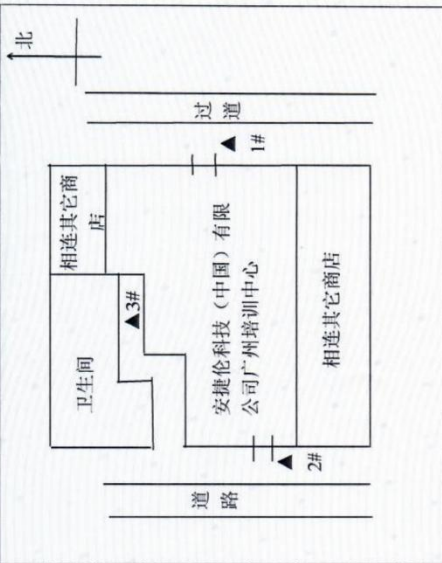 北
过
道
相连其它商
店
1#
3#
卫生间
安捷伦科技（中国）有限
公司广州培训中心
相连其它商店
2#
道
路